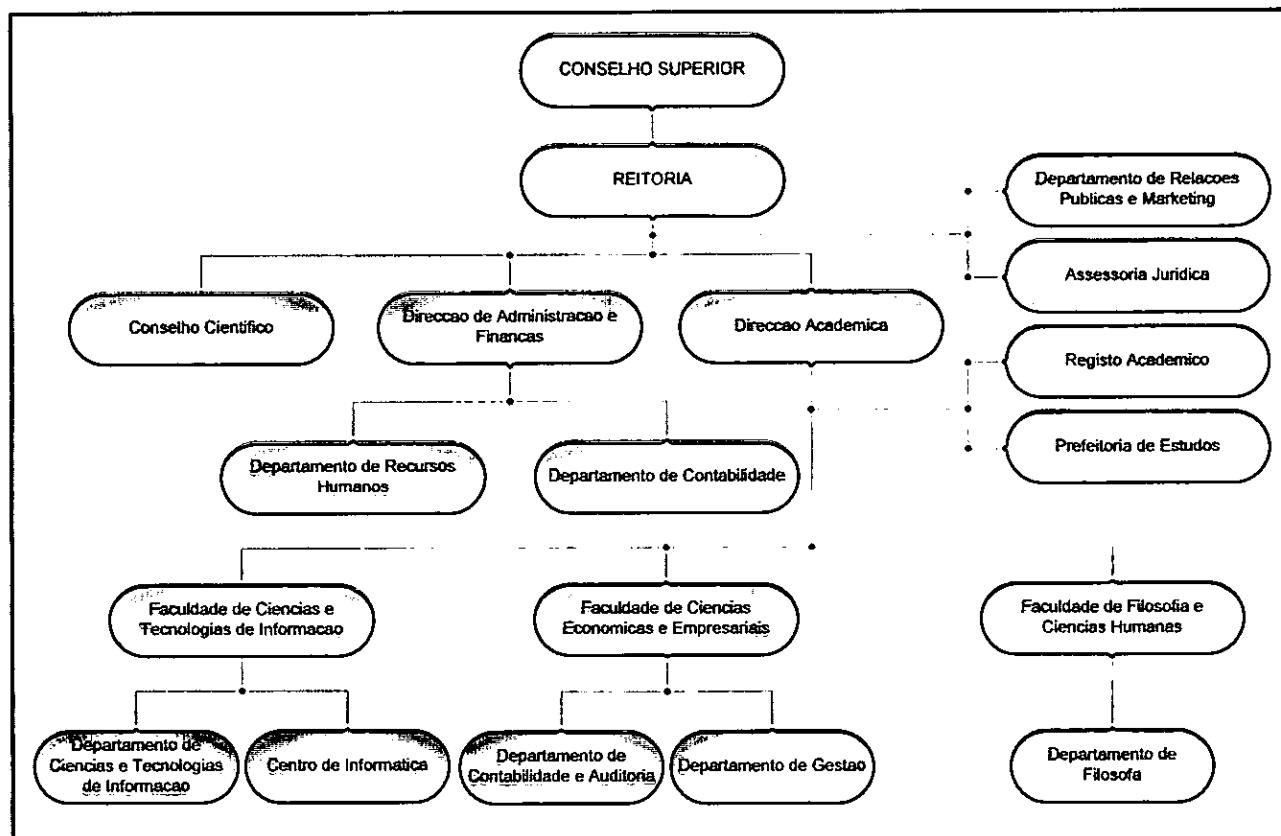 CONSELHO SUPERIOR
REITORIA
Departamento de Relacoes
Publicas e Marketing
Assessoria Juridica
Conselho Cientifico
Direccao de Administracao e
Financas
Direccao Academica
Registo Academico
Prefeitoria de Estudos
Departamento de Recursos
Humanos
Departamento de Contabilidade
Faculdade de Ciencias e
Tecnologias de Informacao
Faculdade de Ciencias
Economicas e Empresariais
Faculdade de Filosofia e
Ciencias Humanas
Departamento de
Ciencias e Tecnologias
de Informacao
Centro de Informatica
Departamento de
Contabilidade e Auditoria
Departamento de Gestao
Departamento de
Filosofa